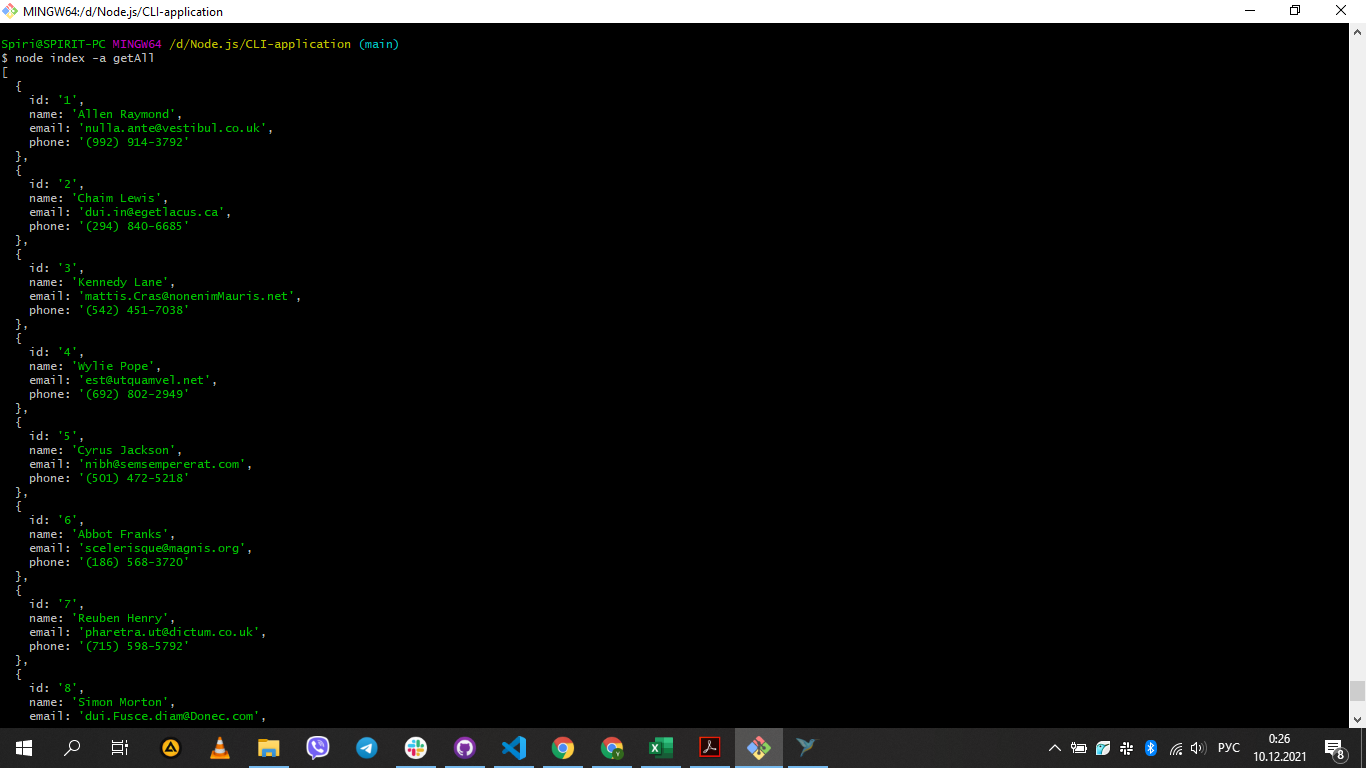 MINGW64:/d/Node.js/CLI-application
Spiri@SPIRIT-PC MINGW64 /d/Node.js/CLI-application (main)
$ node index -a getAll
[
  {
    id: '1',
    name: 'Allen Raymond',
    email: 'nulla.ante@vestibul.co.uk',
    phone: '(992) 914-3792'
  },
  {
    id: '2',
    name: 'Chaim Lewis',
    email: 'dui.in@egetlacus.ca',
    phone: '(294) 840-6685'
  },
  {
    id: '3',
    name: 'Kennedy Lane',
    email: 'mattis.Cras@nonenimMauris.net',
    phone: '(542) 451-7038'
  },
  {
    id: '4',
    name: 'Wylie Pope',
    email: 'est@utquamvel.net',
    phone: '(692) 802-2949'
  },
  {
    id: '5',
    name: 'Cyrus Jackson',
    email: 'nibh@semsempererat.com',
    phone: '(501) 472-5218'
  },
  {
    id: '6',
    name: 'Abbot Franks',
    email: 'scelerisque@magnis.org',
    phone: '(186) 568-3720'
  },
  {
    id: '7',
    name: 'Reuben Henry',
    email: 'pharetra.ut@dictum.co.uk',
    phone: '(715) 598-5792'
  },
  {
    id: '8',
    name: 'Simon Morton',
    email: 'dui.Fusce.diam@Donec.com',
РУС
0:26
10.12.2021
8